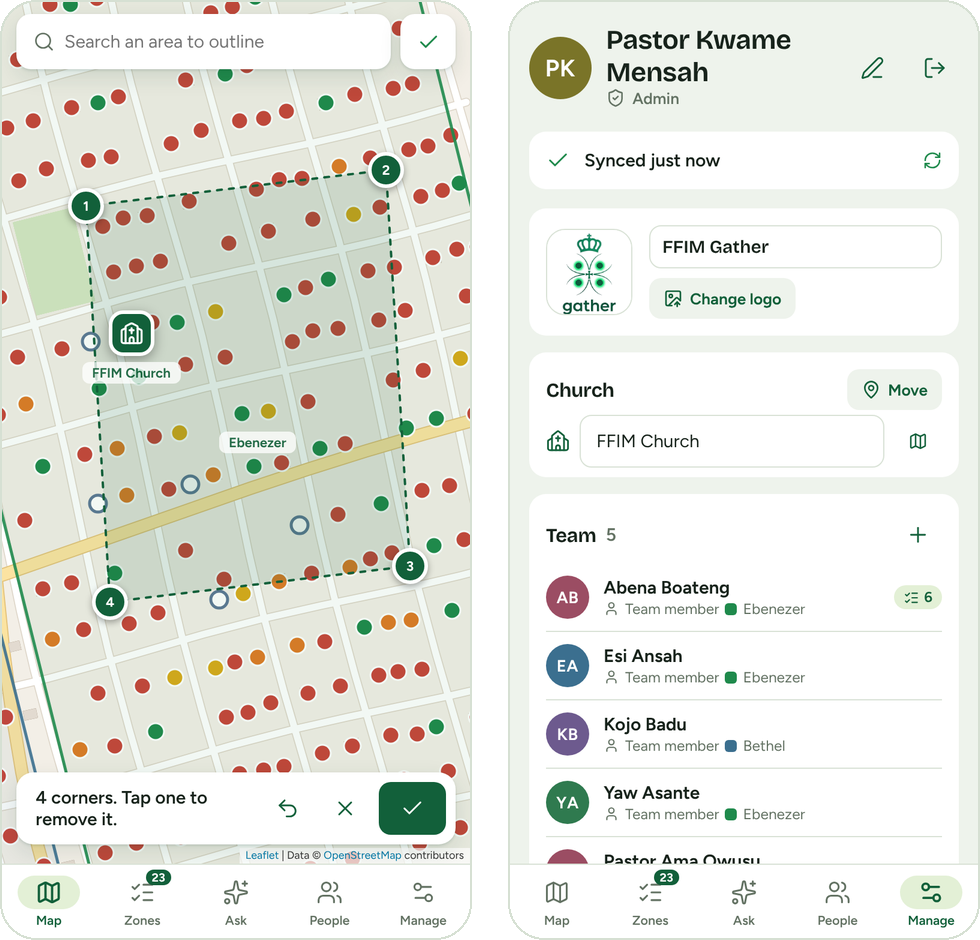 Search an area to outline
1
2
FFIM Church
Ebenezer
3
4
4 corners. Tap one to
remove it.
Leaflet | Data © OpenStreetMap contributors
Map
23
Zones
Ask
People
Manage
PK
Pastor Kwame
Mensah
Admin
Synced just now
gather
FFIM Gather
Change logo
Church
Move
FFIM Church
Team 5
AB
Abena Boateng
Team member Ebenezer
6
EA
Esi Ansah
Team member Ebenezer
KB
Kojo Badu
Team member Bethel
YA
Yaw Asante
Team member Ebenezer
Pastor Ama Owusu
Map
23
Zones
Ask
People
Manage